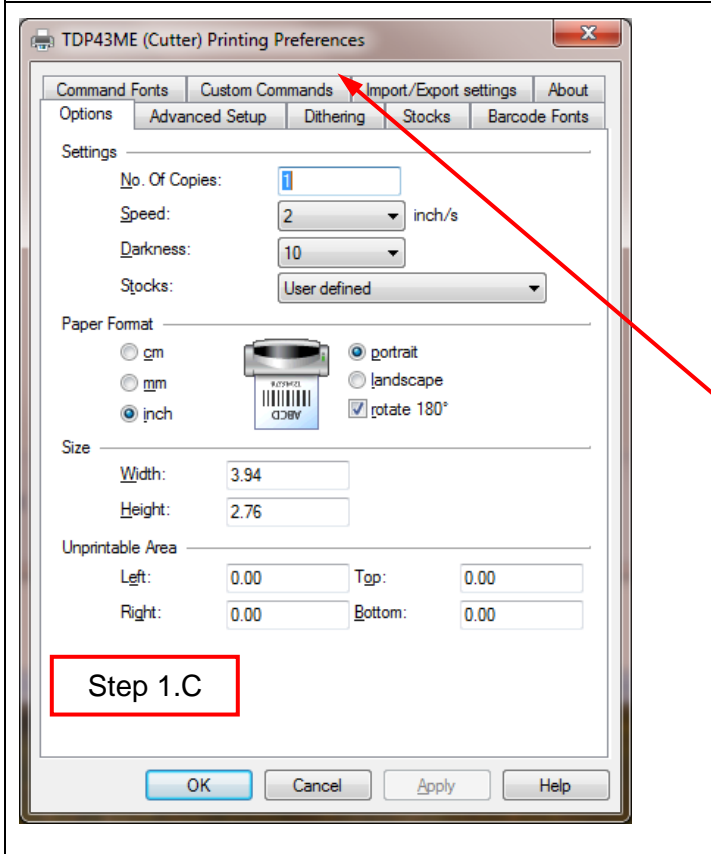 TDP43ME (Cutter) Printing Preferences
Command Fonts Custom Commands Import/Export settings About
Options Advanced Setup Dithering Stocks Barcode Fonts
Settings
No. Of Copies: 1
Speed: 2 inch/s
Darkness: 10
Stocks: User defined
Paper Format
cm
portrait
mm
landscape
inch
rotate 180°
ABCD
Size
Width: 3.94
Height: 2.76
Unprintable Area
Left: 0.00 Top: 0.00
Right: 0.00 Bottom: 0.00
Step 1.C
OK Cancel Apply Help